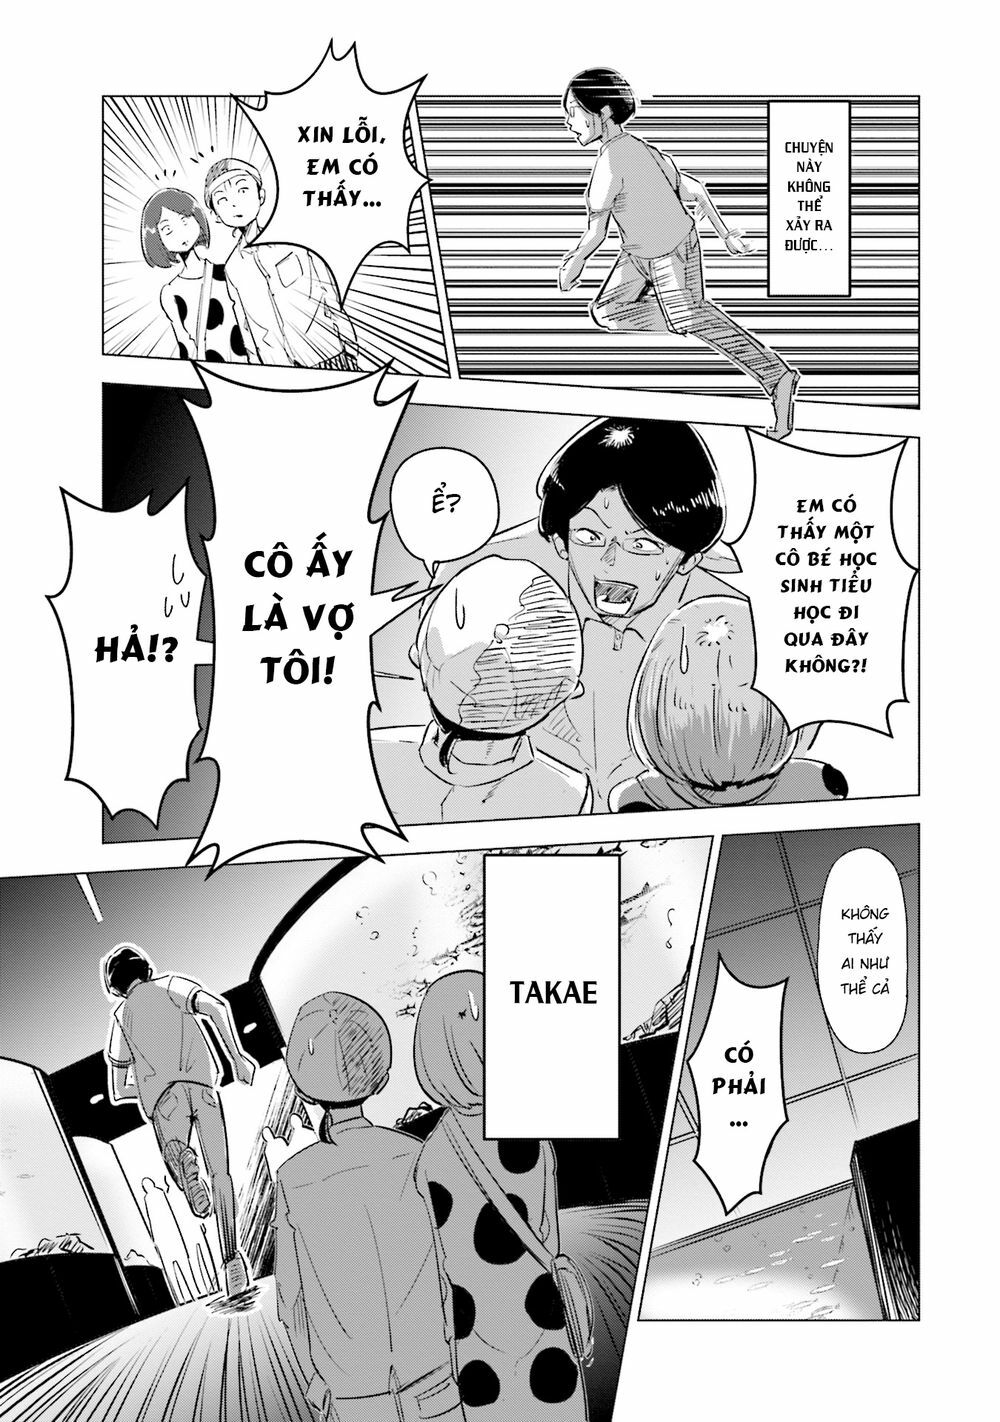 CHUYỆN
NÀY
KHÔNG
THỂ
XẢY RA
ĐƯỢC...
XIN LỖI,
EM CÓ
THẤY...
EM CÓ
THẤY MỘT
CÔ BÉ HỌC
SINH TIỂU
HỌC ĐI
QUA ĐÂY
KHÔNG?!
Ể?
CÔ ẤY
LÀ VỢ
TÔI!
HẢ!?
KHÔNG
THẤY
AI NHƯ
THẾ CẢ
CÓ
PHẢI
...
TAKAE